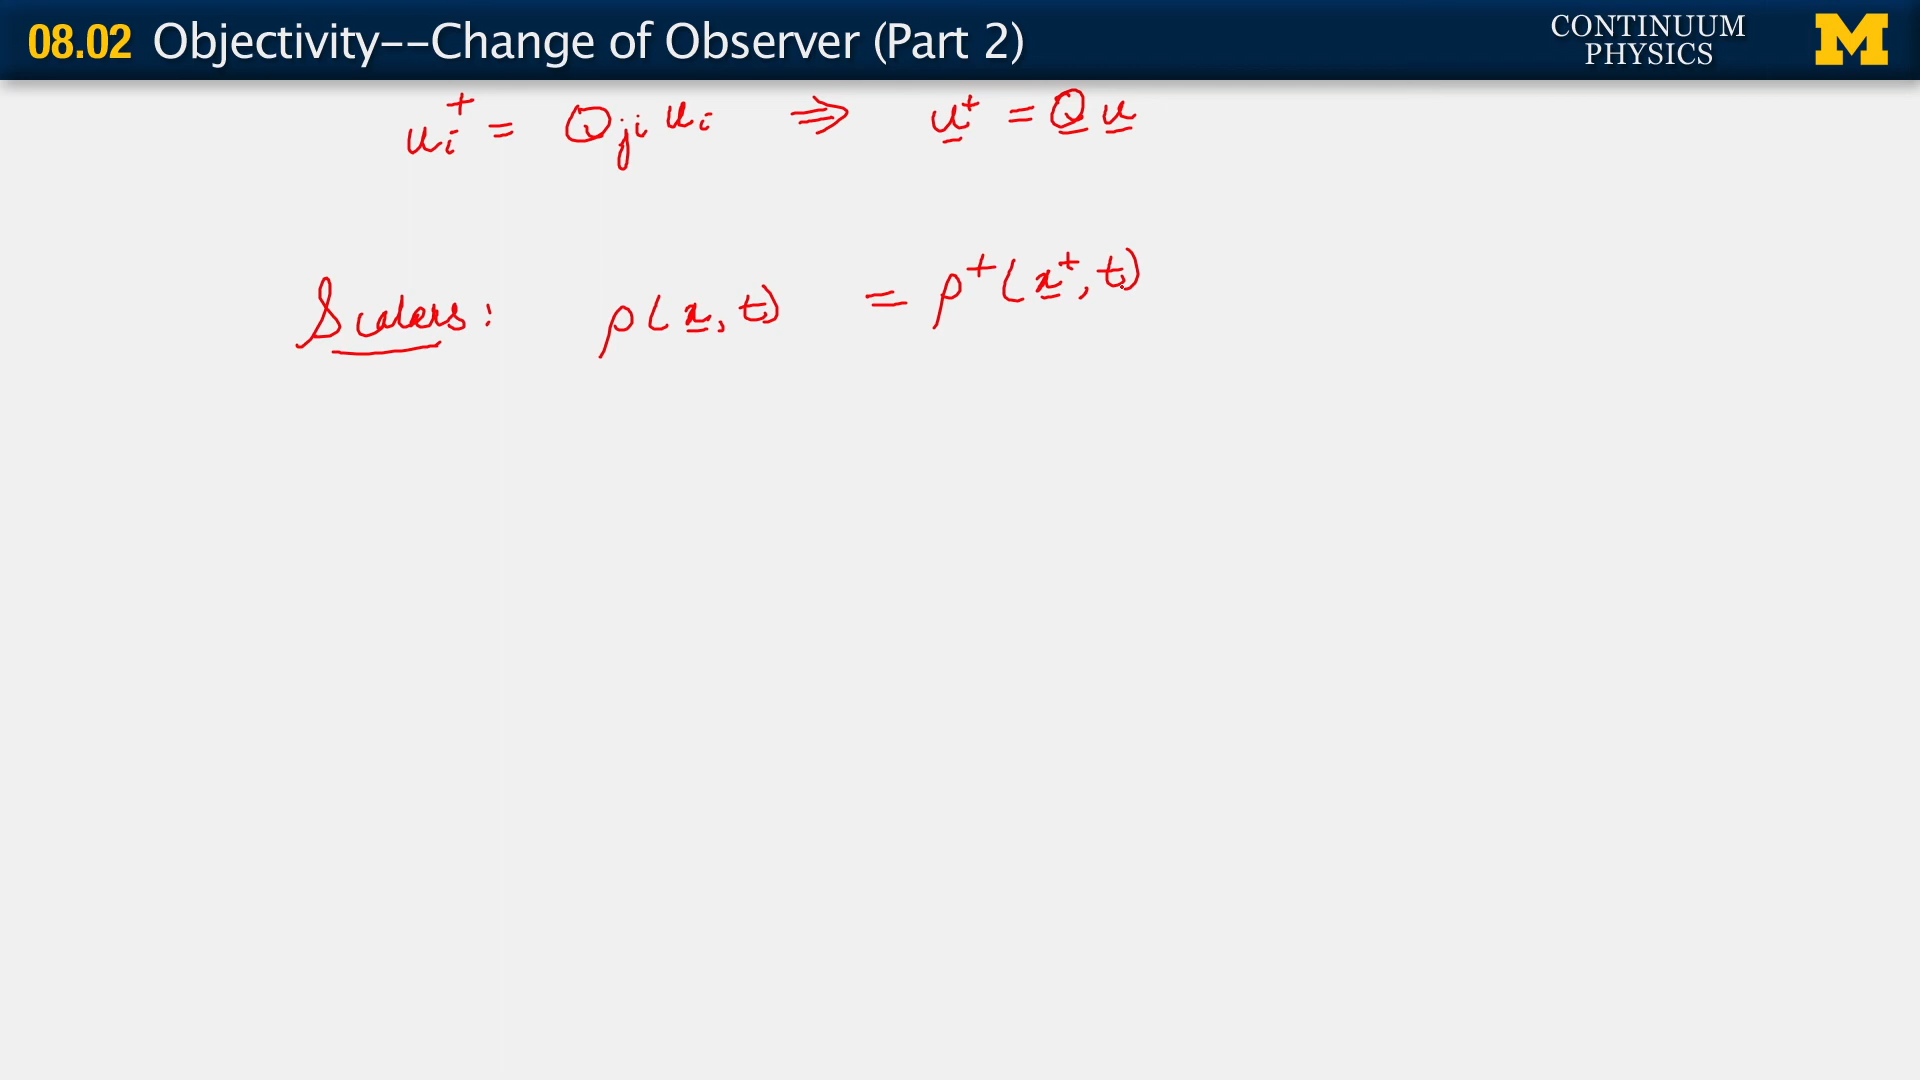 08.02 Objectivity--Change of Observer (Part 2)
CONTINUUM PHYSICS
M
u_i^+ = Q_ji u_i ⇒ u^+ = Q u
Scalars: ρ(x, t) = ρ^+(x^+, t)